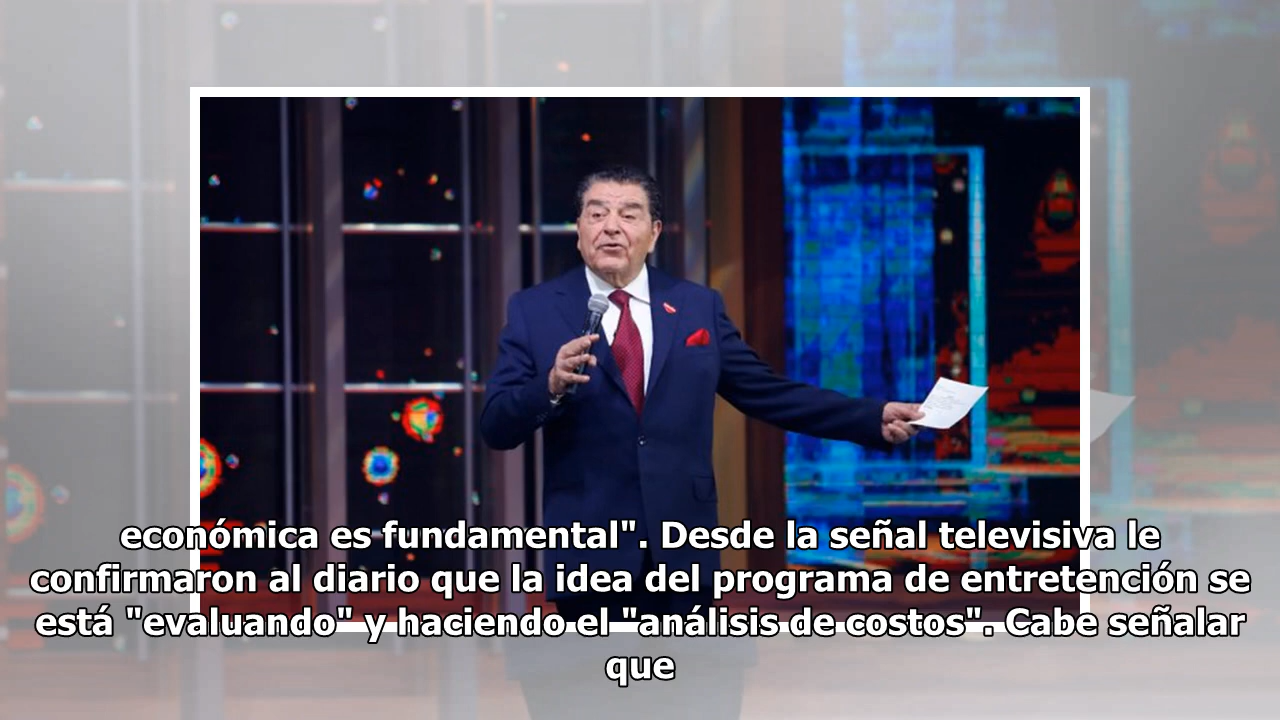 económica es fundamental". Desde la señal televisiva le
confirmaron al diario que la idea del programa de entretención se
está "evaluando" y haciendo el "análisis de costos". Cabe señalar
que